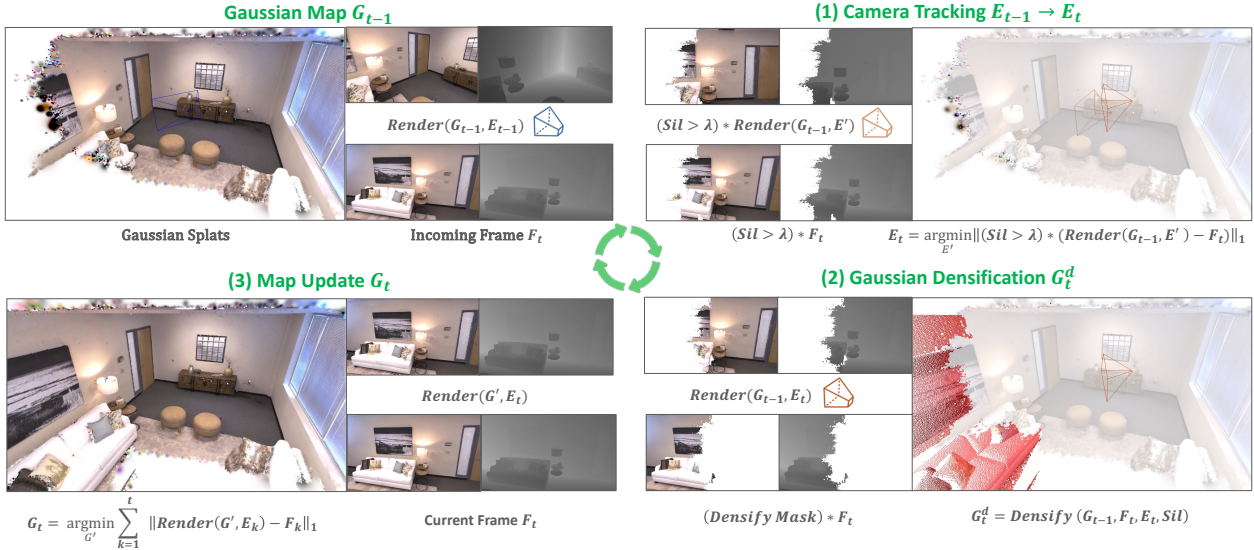 Gaussian Map G_{t-1}
Render(G_{t-1}, E_{t-1})
Gaussian Splats
Incoming Frame F_t
(1) Camera Tracking E_{t-1} → E_t
(Sil > λ) * Render(G_{t-1}, E')
(Sil > λ) * F_t
E_t = argmin_{E'} ‖(Sil > λ) * (Render(G_{t-1}, E') − F_t)‖_1
(3) Map Update G_t
Render(G', E_t)
G_t = argmin_{G'} ∑_{k=1}^{t} ‖Render(G', E_k) − F_k‖_1
Current Frame F_t
(2) Gaussian Densification G_t^d
Render(G_{t-1}, E_t)
(Densify Mask) * F_t
G_t^d = Densify (G_{t-1}, F_t, E_t, Sil)